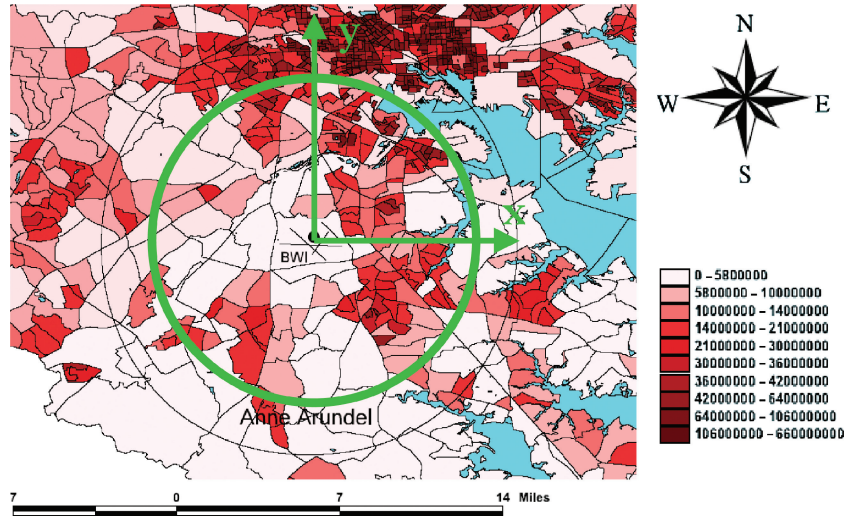 y
N
W E
S
x
BWI
0 – 5800000
5800000 – 10000000
10000000 – 14000000
14000000 – 21000000
21000000 – 30000000
30000000 – 36000000
36000000 – 42000000
42000000 – 64000000
64000000 – 106000000
106000000 – 660000000
Anne Arundel
7 0 7 14 Miles